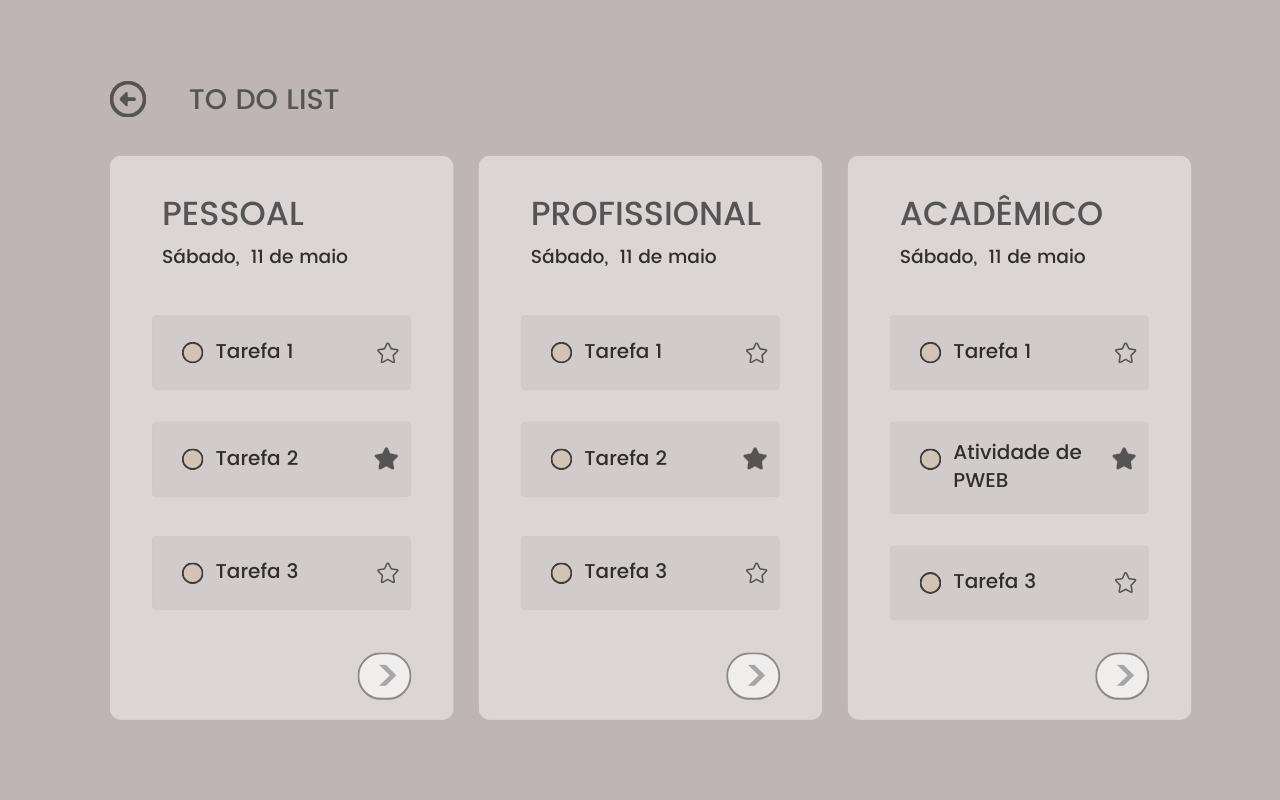 TO DO LIST
PESSOAL
Sábado, 11 de maio
Tarefa 1
Tarefa 2
Tarefa 3
PROFISSIONAL
Sábado, 11 de maio
Tarefa 1
Tarefa 2
Tarefa 3
ACADÊMICO
Sábado, 11 de maio
Tarefa 1
Atividade de
PWEB
Tarefa 3